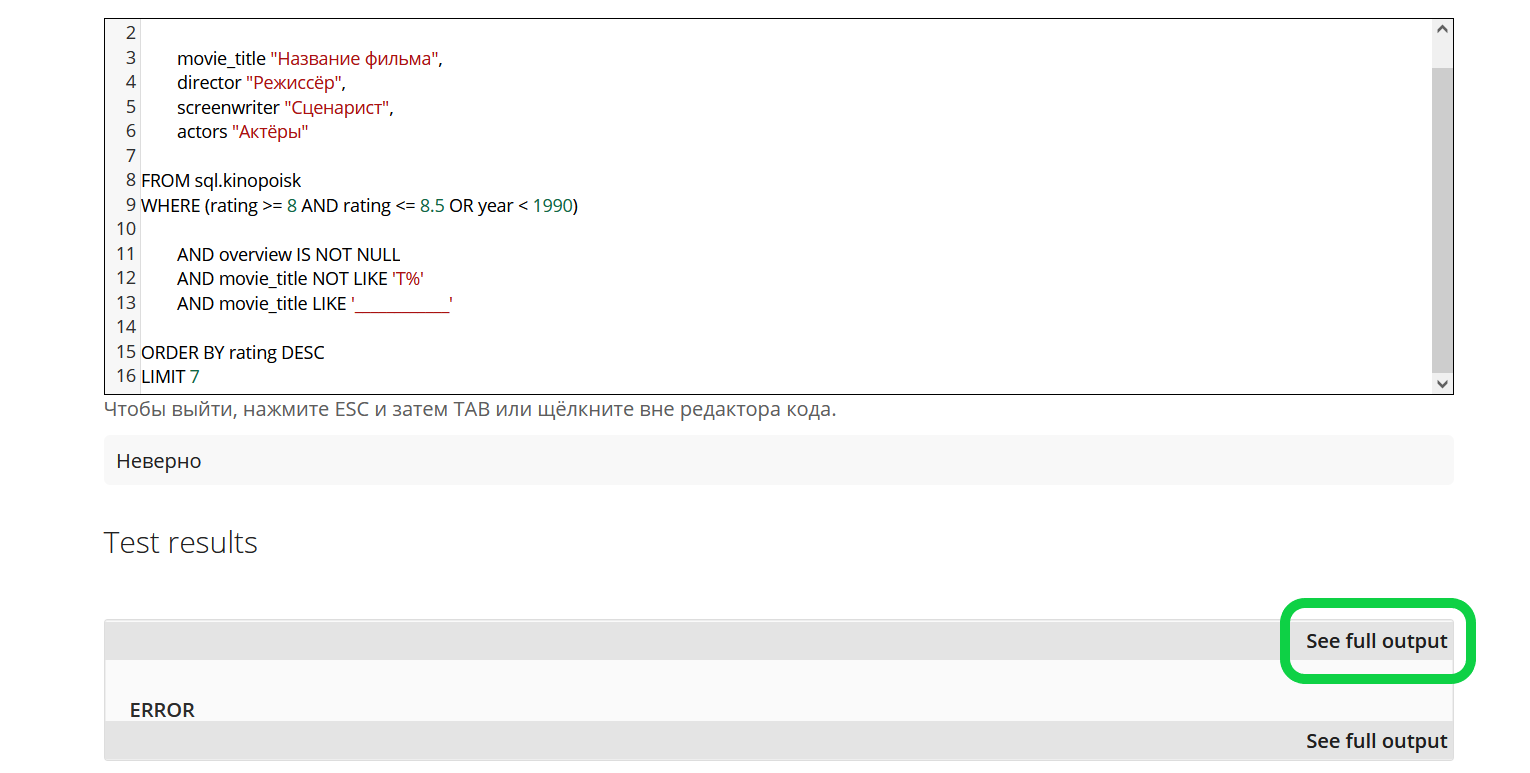 2
3 movie_title "Название фильма",
4 director "Режиссёр",
5 screenwriter "Сценарист",
6 actors "Актёры"
7
8 FROM sql.kinopoisk
9 WHERE (rating >= 8 AND rating <= 8.5 OR year < 1990)
10
11 AND overview IS NOT NULL
12 AND movie_title NOT LIKE 'T%'
13 AND movie_title LIKE '____________'
14
15 ORDER BY rating DESC
16 LIMIT 7
Чтобы выйти, нажмите ESC и затем TAB или щёлкните вне редактора кода.
Неверно
Test results
See full output
ERROR
See full output